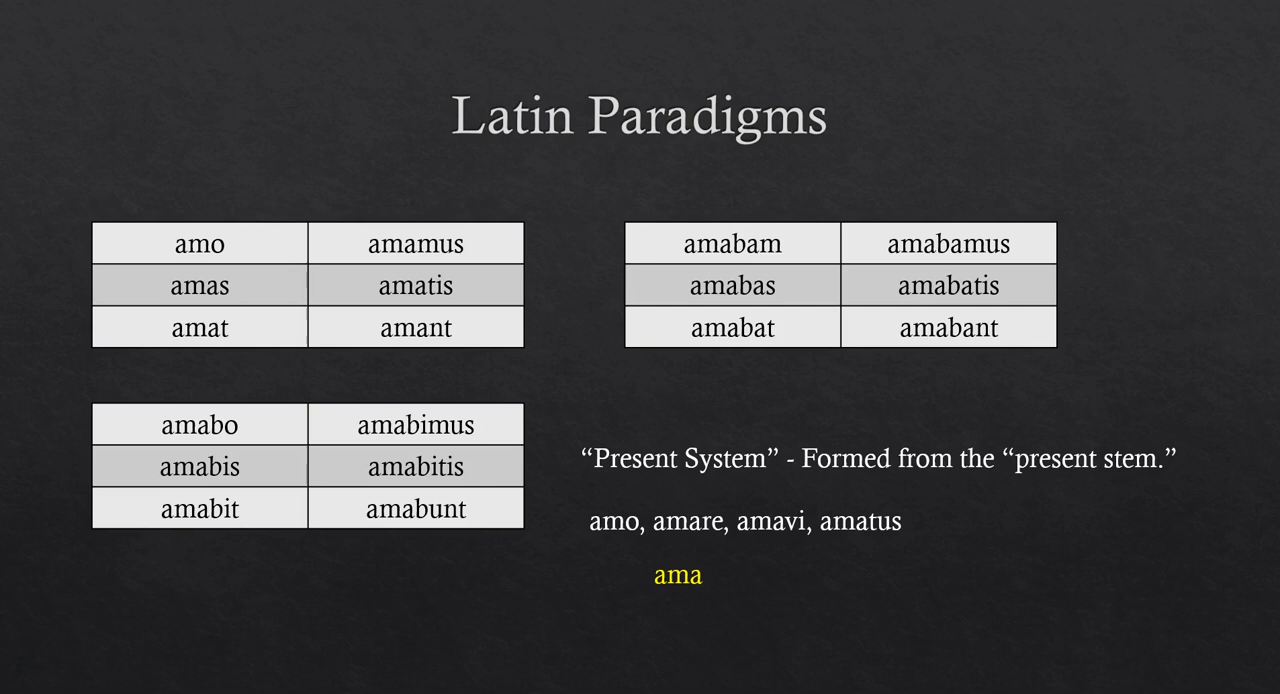 Latin Paradigms
amo amamus
amas amatis
amat amant
amabam amabamus
amabas amabatis
amabat amabant
amabo amabimus
amabis amabitis
amabit amabunt
“Present System” - Formed from the “present stem.”
amo, amare, amavi, amatus
ama